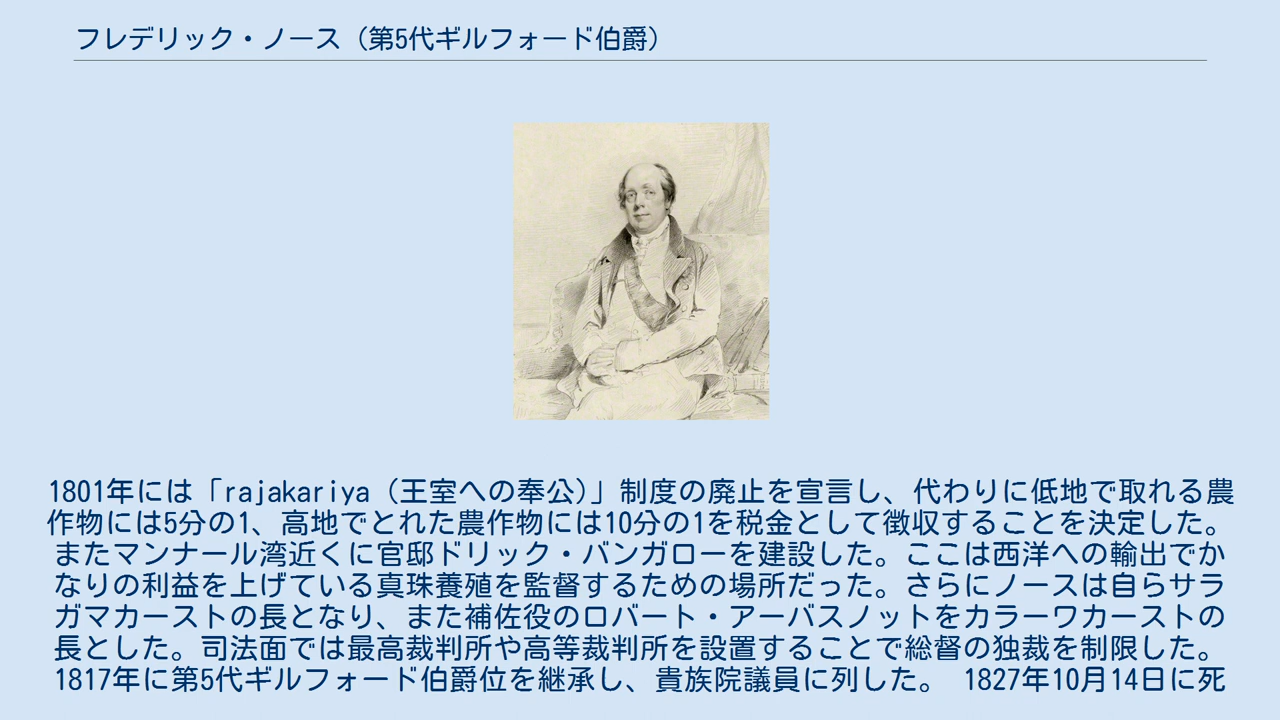 フレデリック・ノース（第5代ギルフォード伯爵）
1801年には「rajakariya（王室への奉公）」制度の廃止を宣言し、代わりに低地で取れる農
作物には5分の1、高地でとれた農作物には10分の1を税金として徴収することを決定した。
またマンナール湾近くに官邸ドリック・バンガローを建設した。ここは西洋への輸出でか
なりの利益を上げている真珠養殖を監督するための場所だった。さらにノースは自らサラ
ガマカーストの長となり、また補佐役のロバート・アーバスノットをカラーワカーストの
長とした。司法面では最高裁判所や高等裁判所を設置することで総督の独裁を制限した。
1817年に第5代ギルフォード伯爵位を継承し、貴族院議員に列した。 1827年10月14日に死